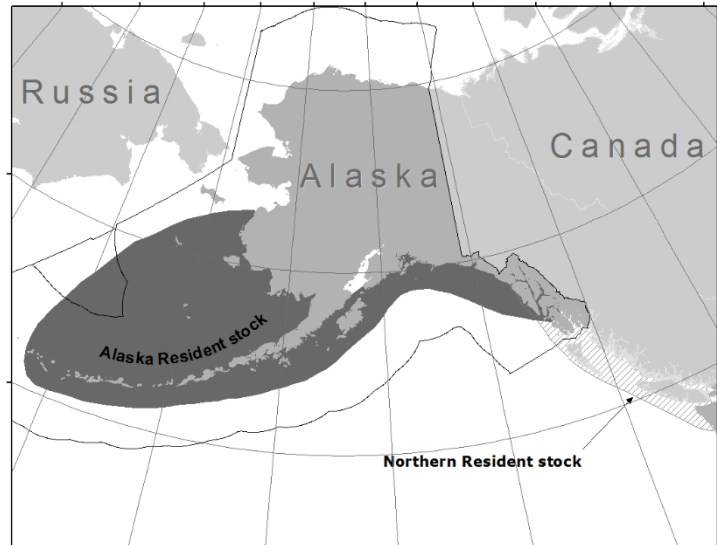 Russia
Alaska
Canada
Alaska Resident stock
Northern Resident stock